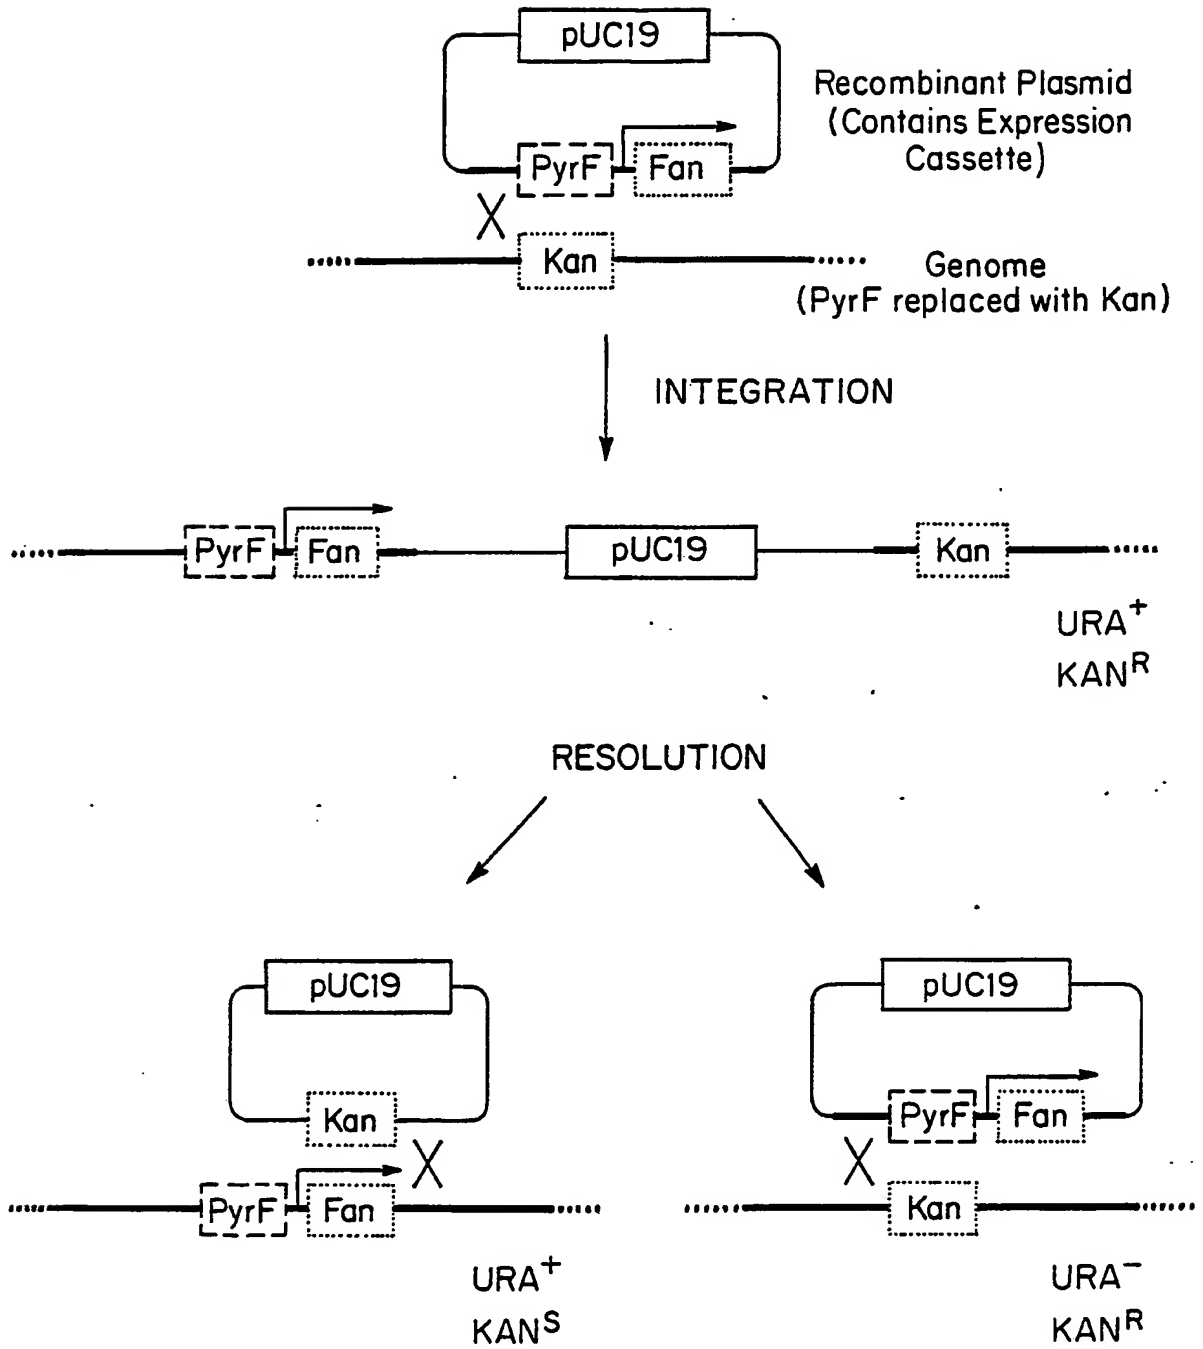 pUC19
Recombinant Plasmid
(Contains Expression
Cassette)
PyrF
Fan
Kan
Genome
(PyrF replaced with Kan)
INTEGRATION
PyrF
Fan
pUC19
Kan
URA+
KANR
RESOLUTION
pUC19
Kan
PyrF
Fan
URA+
KANS
pUC19
PyrF
Fan
Kan
URA−
KANR